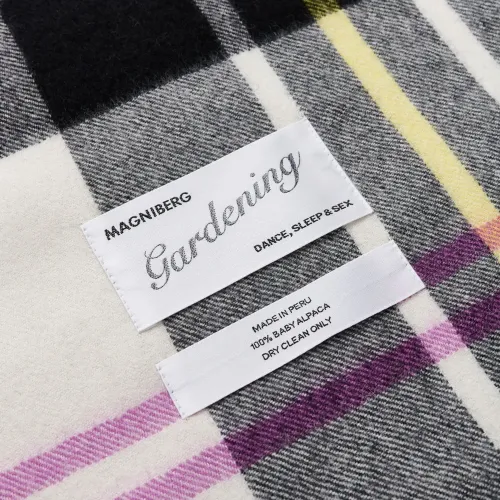 MAGNIBERG
Gardening
DANCE, SLEEP & SEX
MADE IN PERU
100% BABY ALPACA
DRY CLEAN ONLY